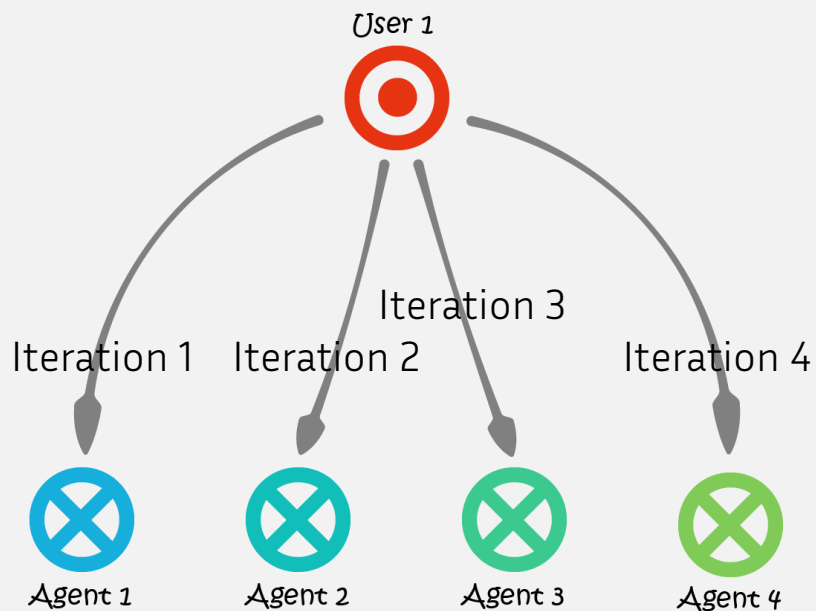 User 1
Iteration 3
Iteration 1
Iteration 2
Iteration 4
Agent 1
Agent 2
Agent 3
Agent 4